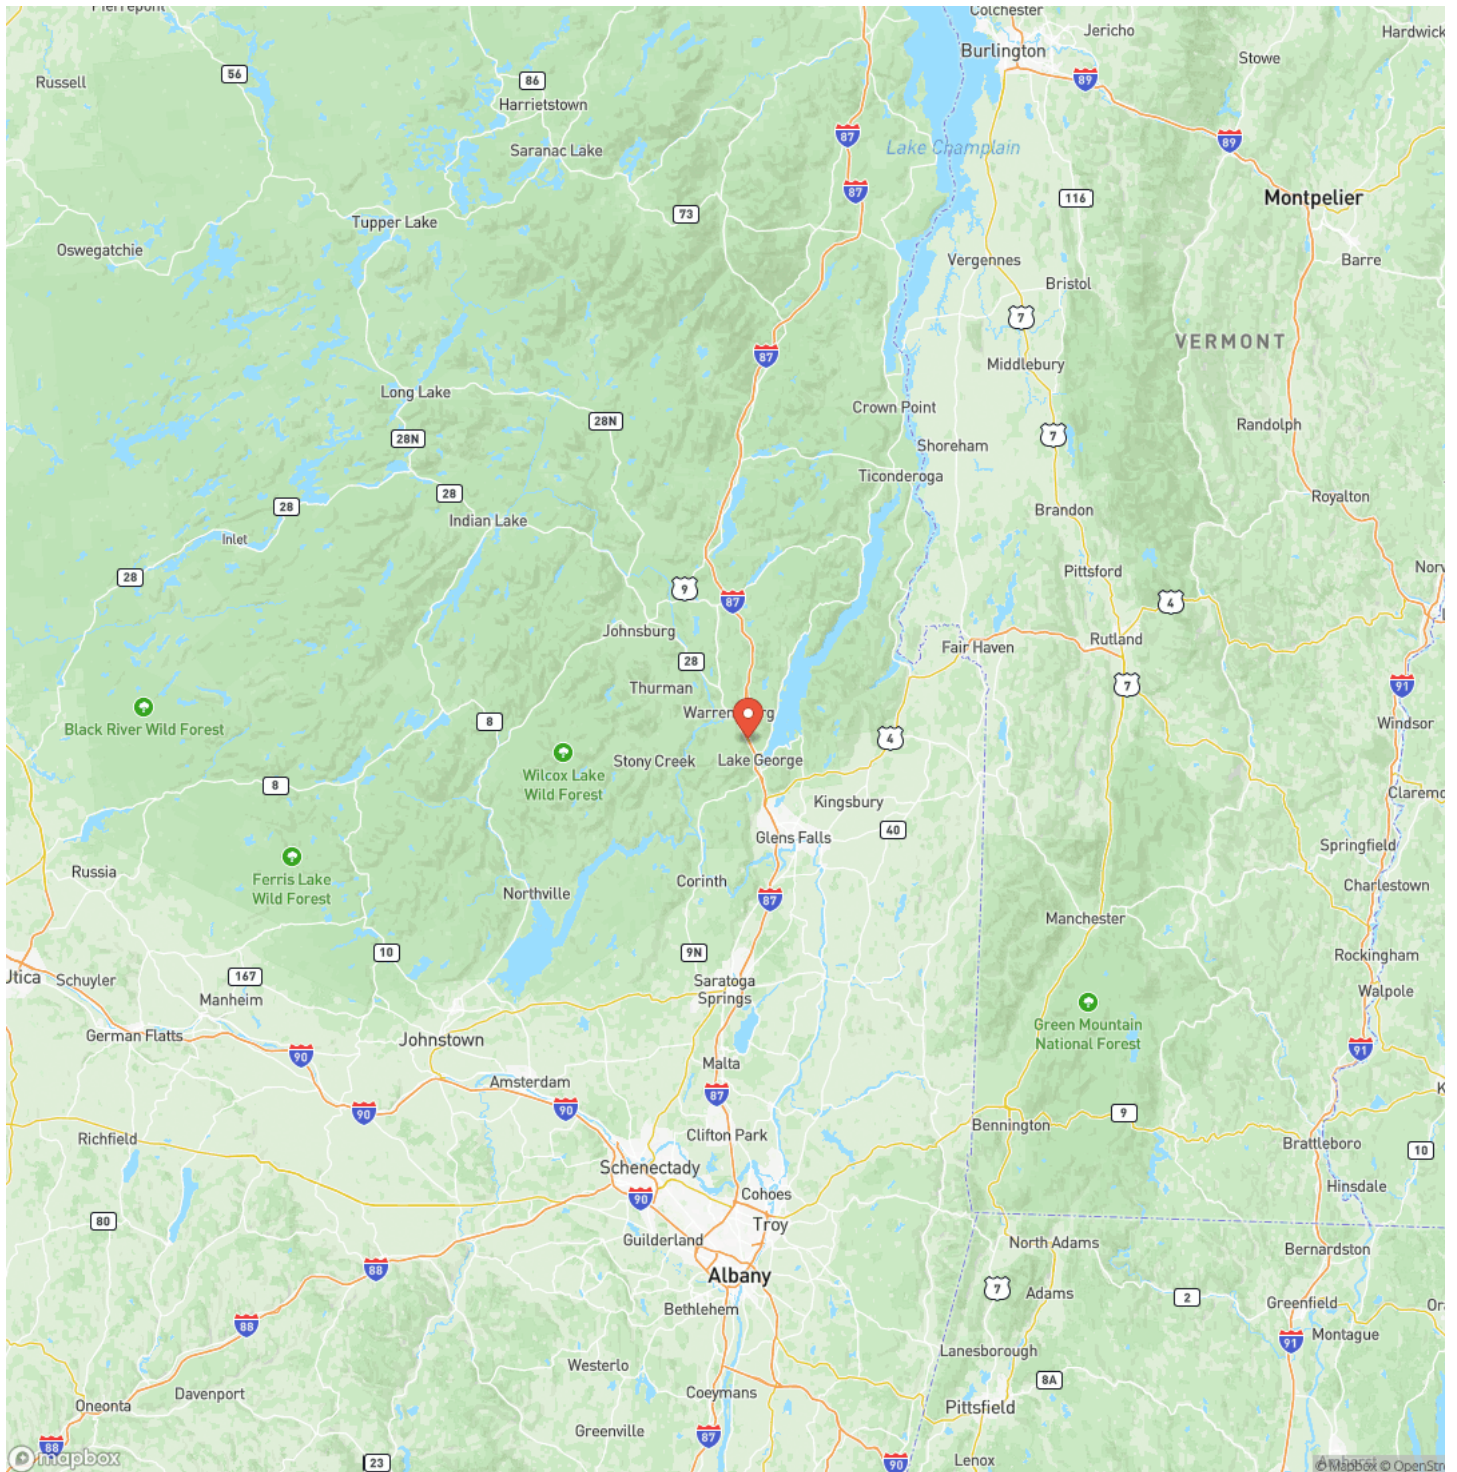 Pierrepont
Colchester
Jericho
Hardwick
Burlington
Stowe
Russell
56
86
89
Harrietstown
87
89
Saranac Lake
Lake Champlain
87
116
Montpelier
73
Tupper Lake
Oswegatchie
Vergennes
Barre
Bristol
7
VERMONT
87
Middlebury
Long Lake
Crown Point
28N
Randolph
28N
7
Shoreham
Ticonderoga
28
28
Royalton
Indian Lake
Brandon
Inlet
28
Pittsford
9
87
4
Johnsburg
Rutland
Fair Haven
28
Thurman
7
91
Black River Wild Forest
8
Windsor
4
Stony Creek
Lake George
Wilcox Lake
Wild Forest
8
Kingsbury
40
Glens Falls
Springfield
Russia
Ferris Lake
Wild Forest
Corinth
Northville
87
Charlestown
Manchester
10
9N
Rockingham
Schuyler
167
Saratoga
Springs
Manheim
Walpole
German Flatts
Green Mountain
National Forest
Johnstown
90
91
Malta
Amsterdam
87
90
90
9
Bennington
Richfield
Clifton Park
Brattleboro
10
Schenectady
Hinsdale
90
Cohoes
80
Troy
Guilderland
North Adams
Bernardston
88
Albany
7
Adams
2
Bethlehem
Greenfield
88
91
Montague
Lanesborough
Westerlo
8A
Davenport
Coeymans
Oneonta
Pittsfield
Greenville
87
88
mapbox
23
90
Lenox
© Mapbox © OpenStre